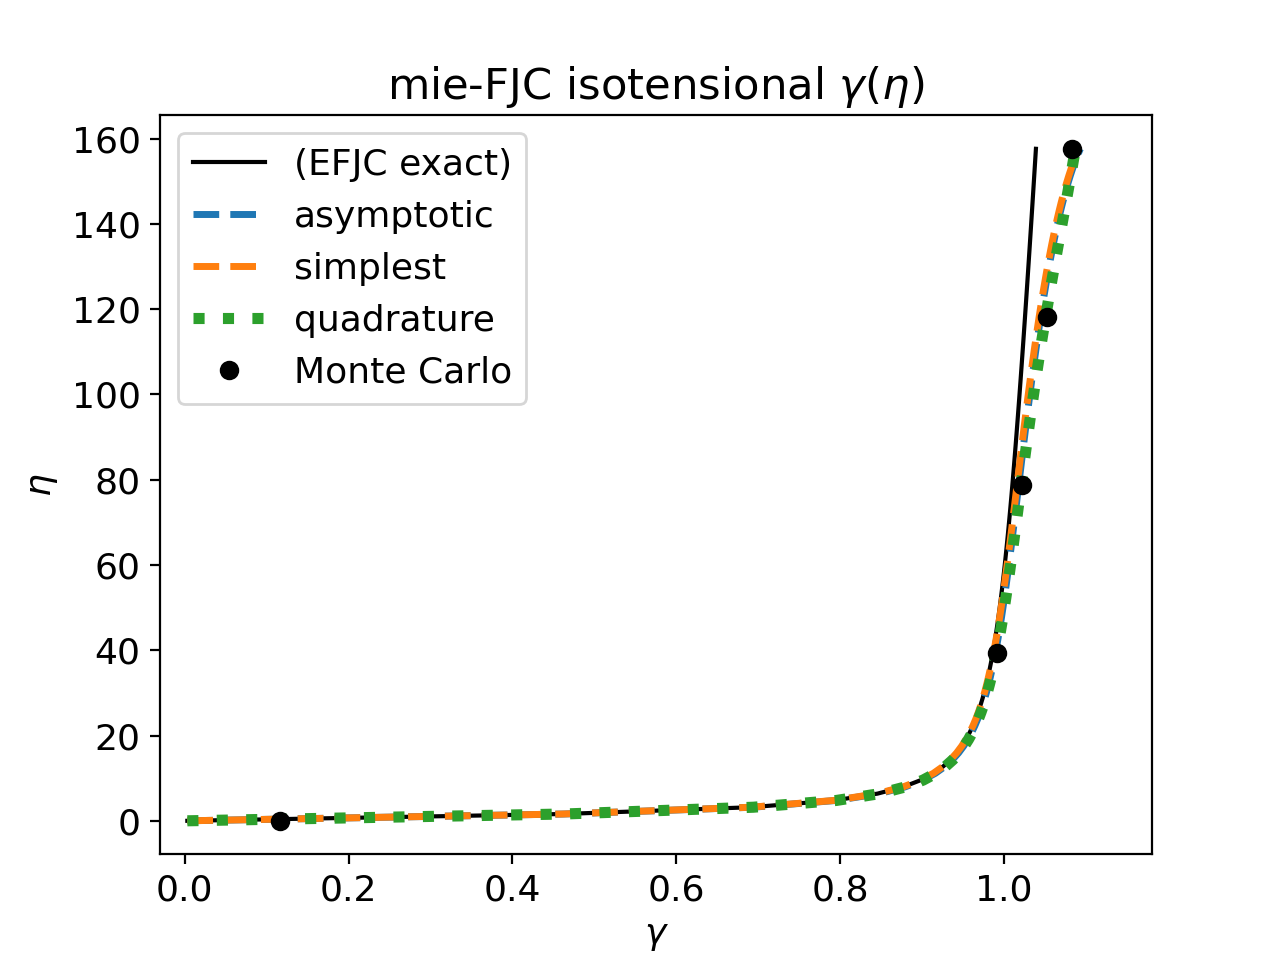 mie-FJC isotensional γ(η)
(EFJC exact)
asymptotic
simplest
quadrature
Monte Carlo
160
140
120
100
80
60
40
20
0
η
0.0 0.2 0.4 0.6 0.8 1.0
γ